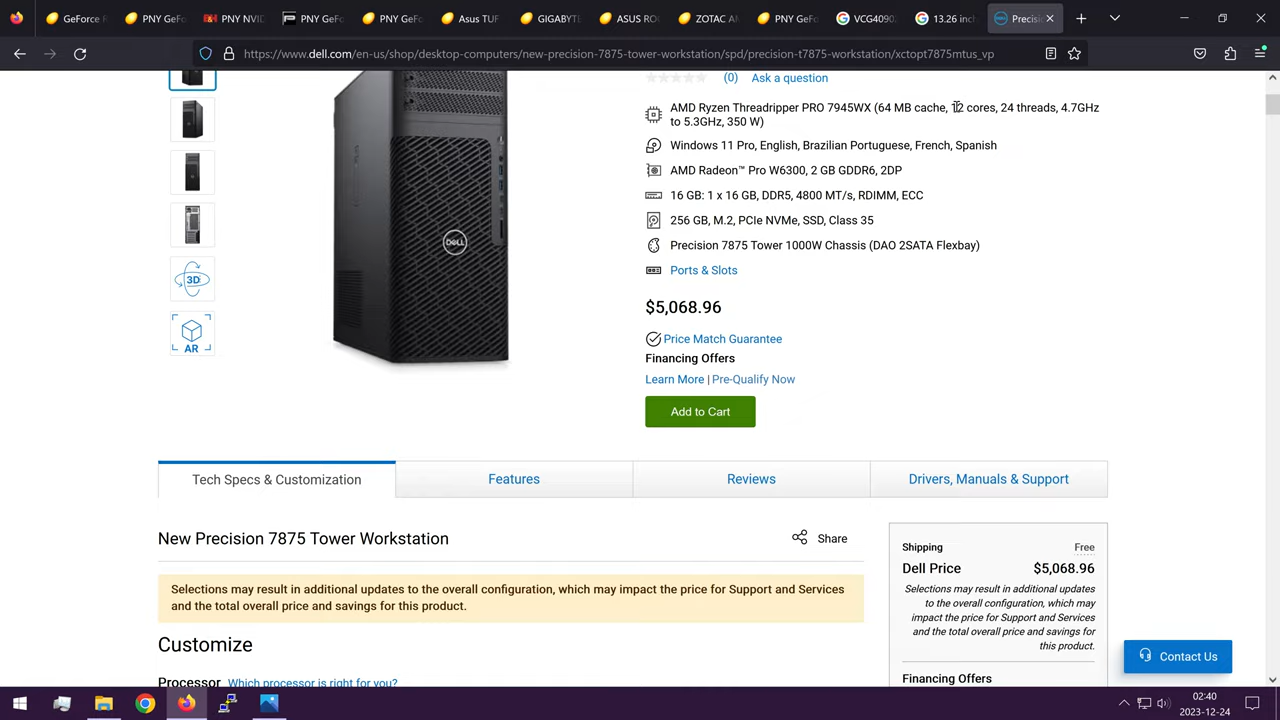 GeForce R
PNY GeFo
PNY NVID
PNY GeFo
PNY GeFo
Asus TUF
GIGABYTE
ASUS ROG
ZOTAC AM
PNY GeFo
VCG4090
13.26 inch
Precisio
https://www.dell.com/en-us/shop/desktop-computers/new-precision-7875-tower-workstation/spd/precision-t7875-workstation/xctopt7875mtus_vp
(0) Ask a question
AMD Ryzen Threadripper PRO 7945WX (64 MB cache, 12 cores, 24 threads, 4.7GHz
to 5.3GHz, 350 W)
Windows 11 Pro, English, Brazilian Portuguese, French, Spanish
AMD Radeon™ Pro W6300, 2 GB GDDR6, 2DP
16 GB: 1 x 16 GB, DDR5, 4800 MT/s, RDIMM, ECC
256 GB, M.2, PCIe NVMe, SSD, Class 35
Precision 7875 Tower 1000W Chassis (DAO 2SATA Flexbay)
Ports & Slots
DELL
3D
AR
$5,068.96
Price Match Guarantee
Financing Offers
Learn More | Pre-Qualify Now
Add to Cart
Tech Specs & Customization
Features
Reviews
Drivers, Manuals & Support
New Precision 7875 Tower Workstation
Share
Selections may result in additional updates to the overall configuration, which may impact the price for Support and Services
and the total overall price and savings for this product.
Customize
Processor Which processor is right for you?
Shipping Free
Dell Price $5,068.96
Selections may result in additional updates
to the overall configuration, which may
impact the price for Support and Services
and the total overall price and savings for
this product.
Financing Offers
Contact Us
02:40
2023-12-24